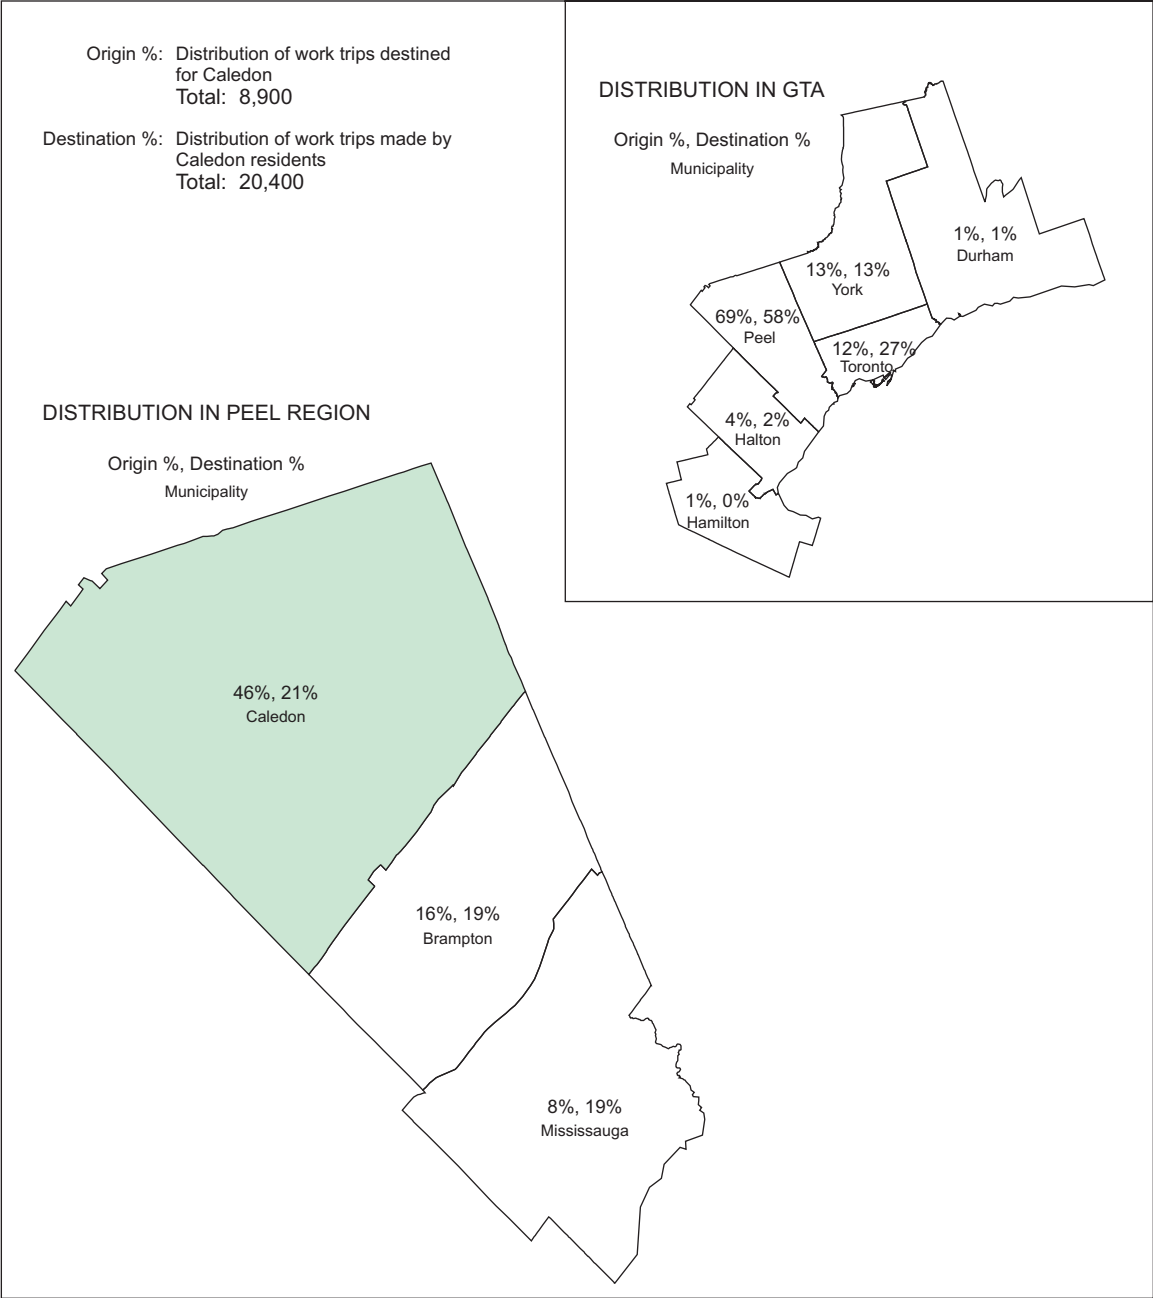 Origin %: Distribution of work trips destined
for Caledon
Total: 8,900
Destination %: Distribution of work trips made by
Caledon residents
Total: 20,400
DISTRIBUTION IN GTA
Origin %, Destination %
Municipality
1%, 1%
Durham
13%, 13%
York
69%, 58%
Peel
12%, 27%
Toronto
4%, 2%
Halton
1%, 0%
Hamilton
DISTRIBUTION IN PEEL REGION
Origin %, Destination %
Municipality
46%, 21%
Caledon
16%, 19%
Brampton
8%, 19%
Mississauga